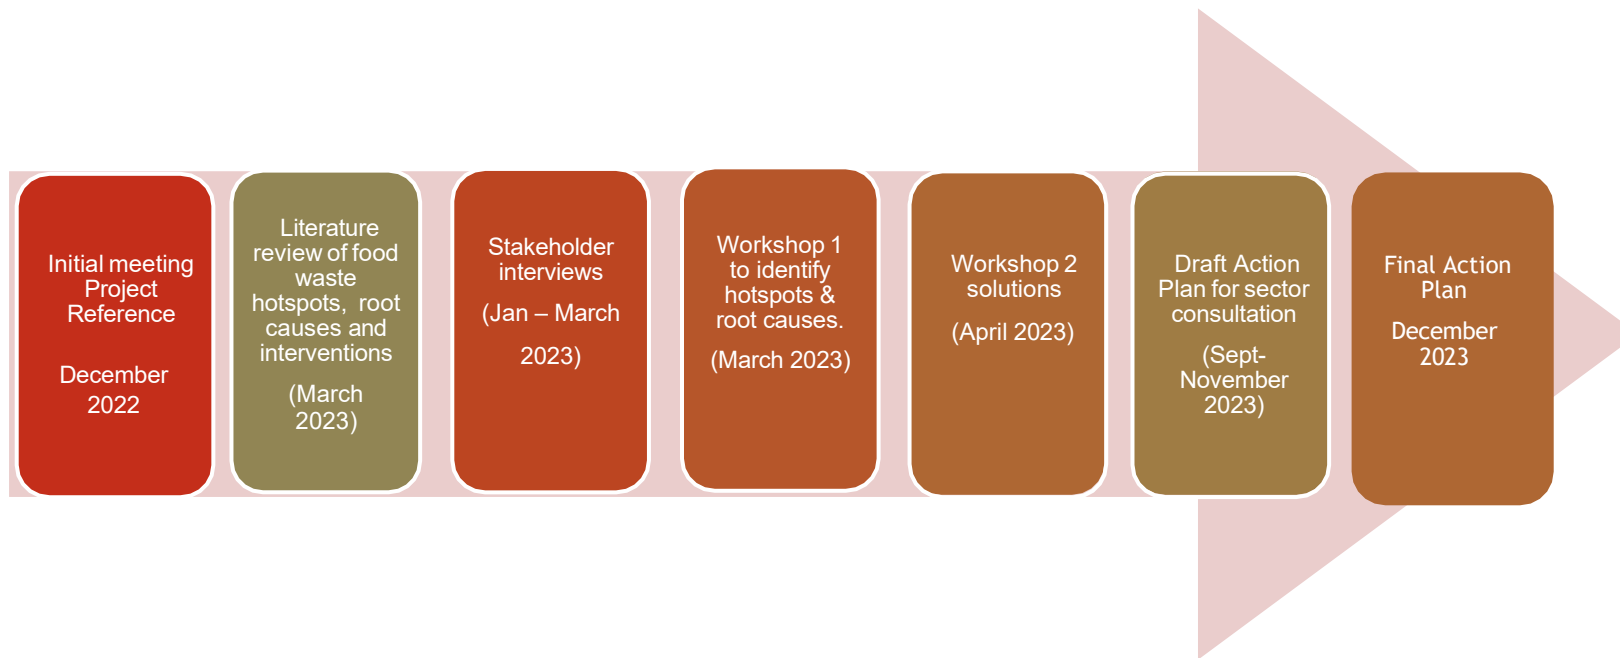 Initial meeting
Project
Reference
December
2022
Literature
review of food
waste
hotspots, root
causes and
interventions
(March
2023)
Stakeholder
interviews
(Jan – March
2023)
Workshop 1
to identify
hotspots &
root causes.
(March 2023)
Workshop 2
solutions
(April 2023)
Draft Action
Plan for sector
consultation
(Sept-
November
2023)
Final Action
Plan
December
2023